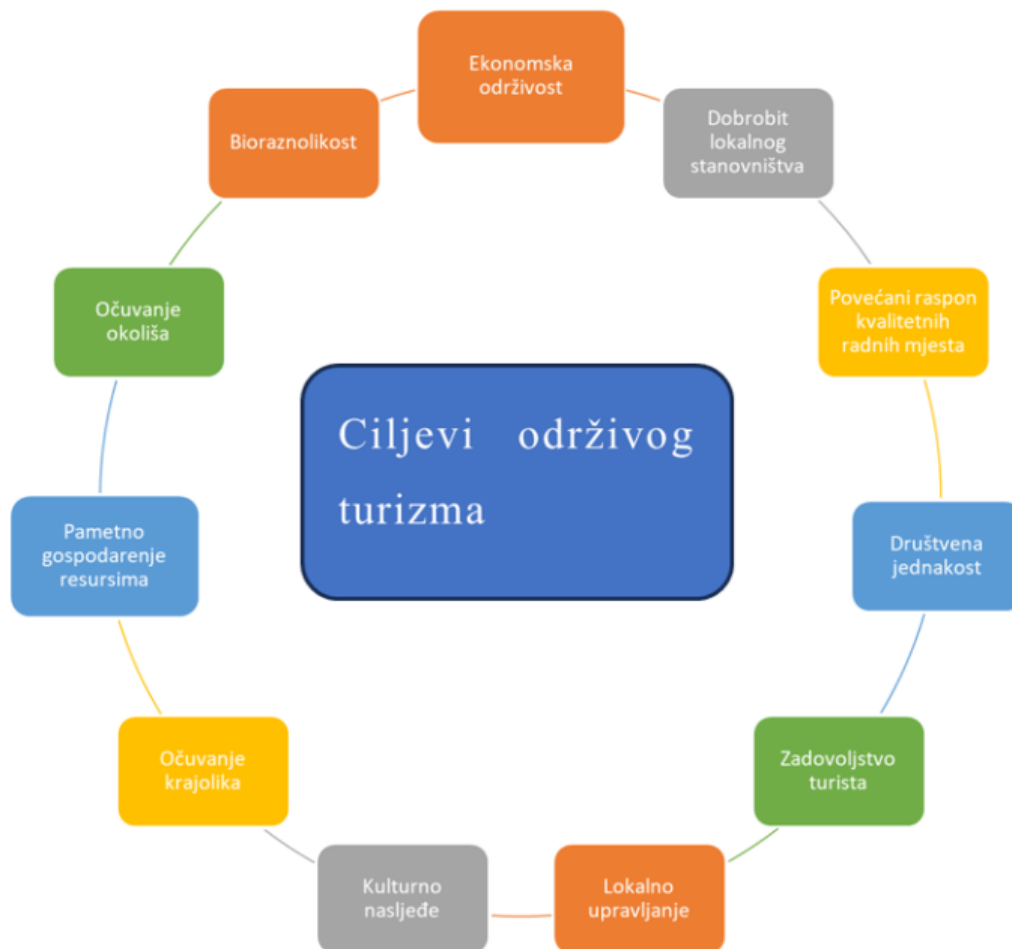 Ekonomska
održivost
Dobrobit
lokalnog
stanovništva
Povećani raspon
kvalitetnih
radnih mjesta
Društvena
jednakost
Zadovoljstvo
turista
Lokalno
upravljanje
Kulturno
nasljeđe
Očuvanje
krajolika
Pametno
gospodarenje
resursima
Očuvanje
okoliša
Bioraznolikost
Ciljevi održivog
turizma